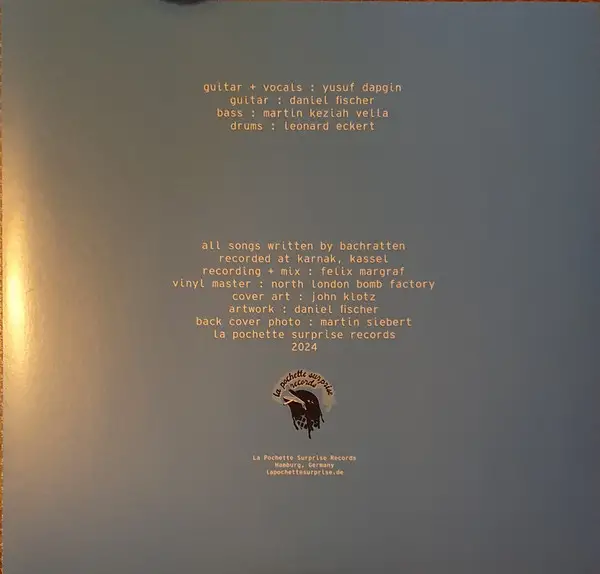 guitar + vocals : yusuf dapgin
guitar : daniel fischer
bass : martin keziah vella
drums : leonard eckert
all songs written by bachratten
recorded at karnak, kassel
recording + mix : felix margraf
vinyl master : north london bomb factory
cover art : john klotz
artwork : daniel fischer
back cover photo : martin siebert
la pochette surprise records
2024
la pochette surprise
records
La Pochette Surprise Records
Hamburg, Germany
lapochettesurprise.de